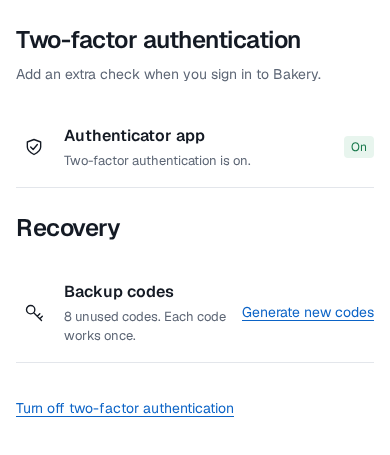 Two-factor authentication
Add an extra check when you sign in to Bakery.
Authenticator app
Two-factor authentication is on.
On
Recovery
Backup codes
8 unused codes. Each code
works once.
Generate new codes
Turn off two-factor authentication